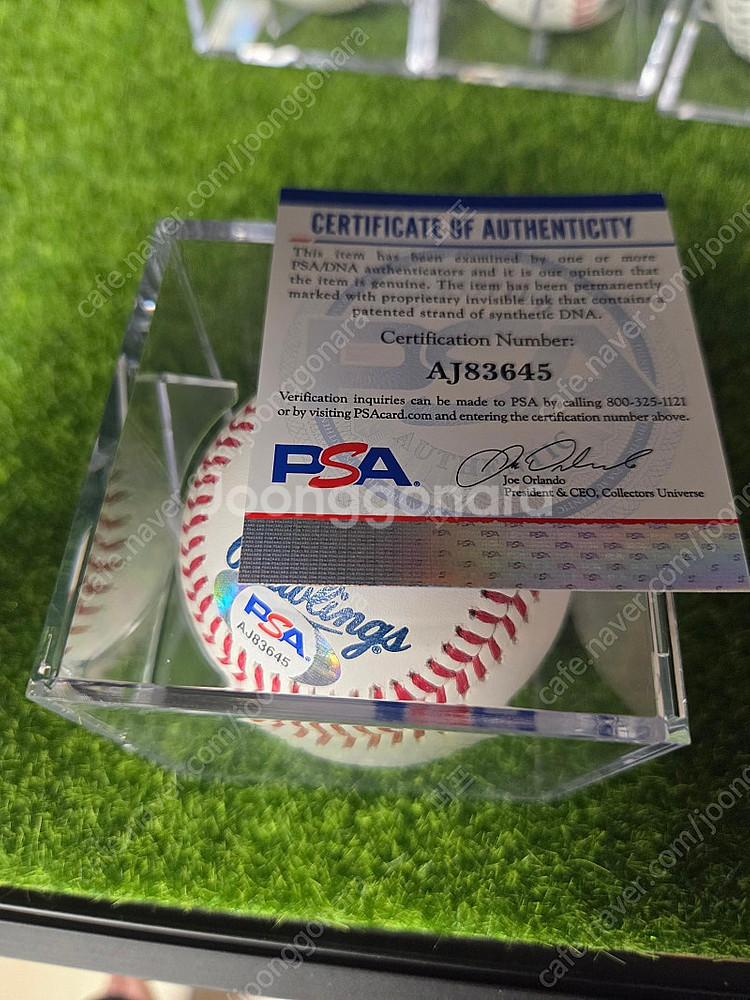 CERTIFICATE OF AUTHENTICITY
This item has been examined by one or more
PSA/DNA authenticators and it is our opinion that
the item is genuine. The item has been permanently
marked with proprietary invisible ink that contains a
patented strand of synthetic DNA.
Certification Number:
AJ83645
Verification inquiries can be made to PSA by calling 800-325-1121
or by visiting PSAcard.com and entering the certification number above.
PSA
Joe Orlando
President & CEO, Collectors Universe
joonggonara
Rawlings
PSA
AJ83645
cafe.naver.com/joonggonara